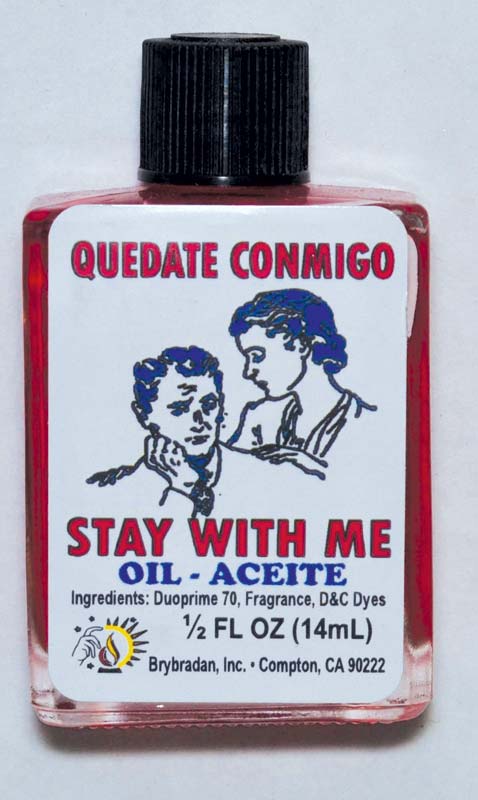 QUEDATE CONMIGO
STAY WITH ME
OIL - ACEITE
Ingredients: Duoprime 70, Fragrance, D&C Dyes
½ FL OZ (14mL)
Brybradan, Inc. • Compton, CA 90222